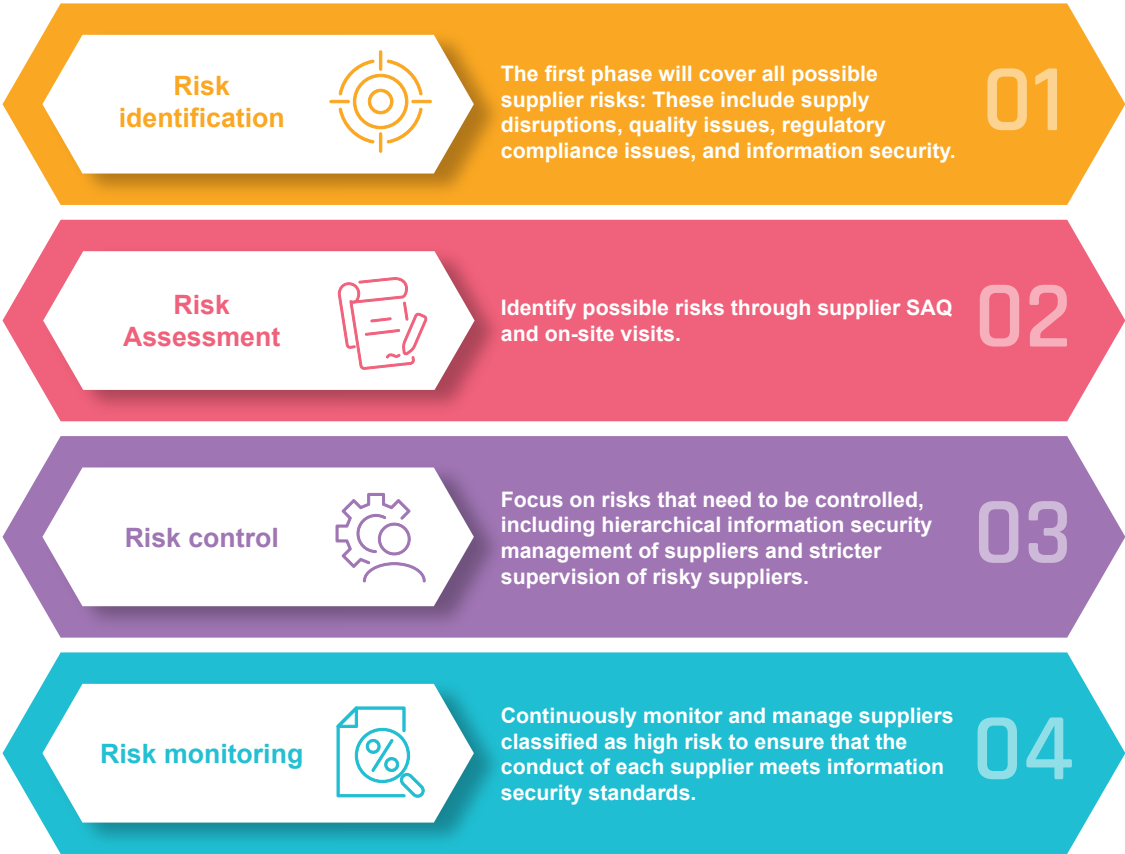 Risk
identification
The first phase will cover all possible
supplier risks: These include supply
disruptions, quality issues, regulatory
compliance issues, and information security.
01
Risk
Assessment
Identify possible risks through supplier SAQ
and on-site visits.
02
Risk control
Focus on risks that need to be controlled,
including hierarchical information security
management of suppliers and stricter
supervision of risky suppliers.
03
Risk monitoring
Continuously monitor and manage suppliers
classified as high risk to ensure that the
conduct of each supplier meets information
security standards.
04